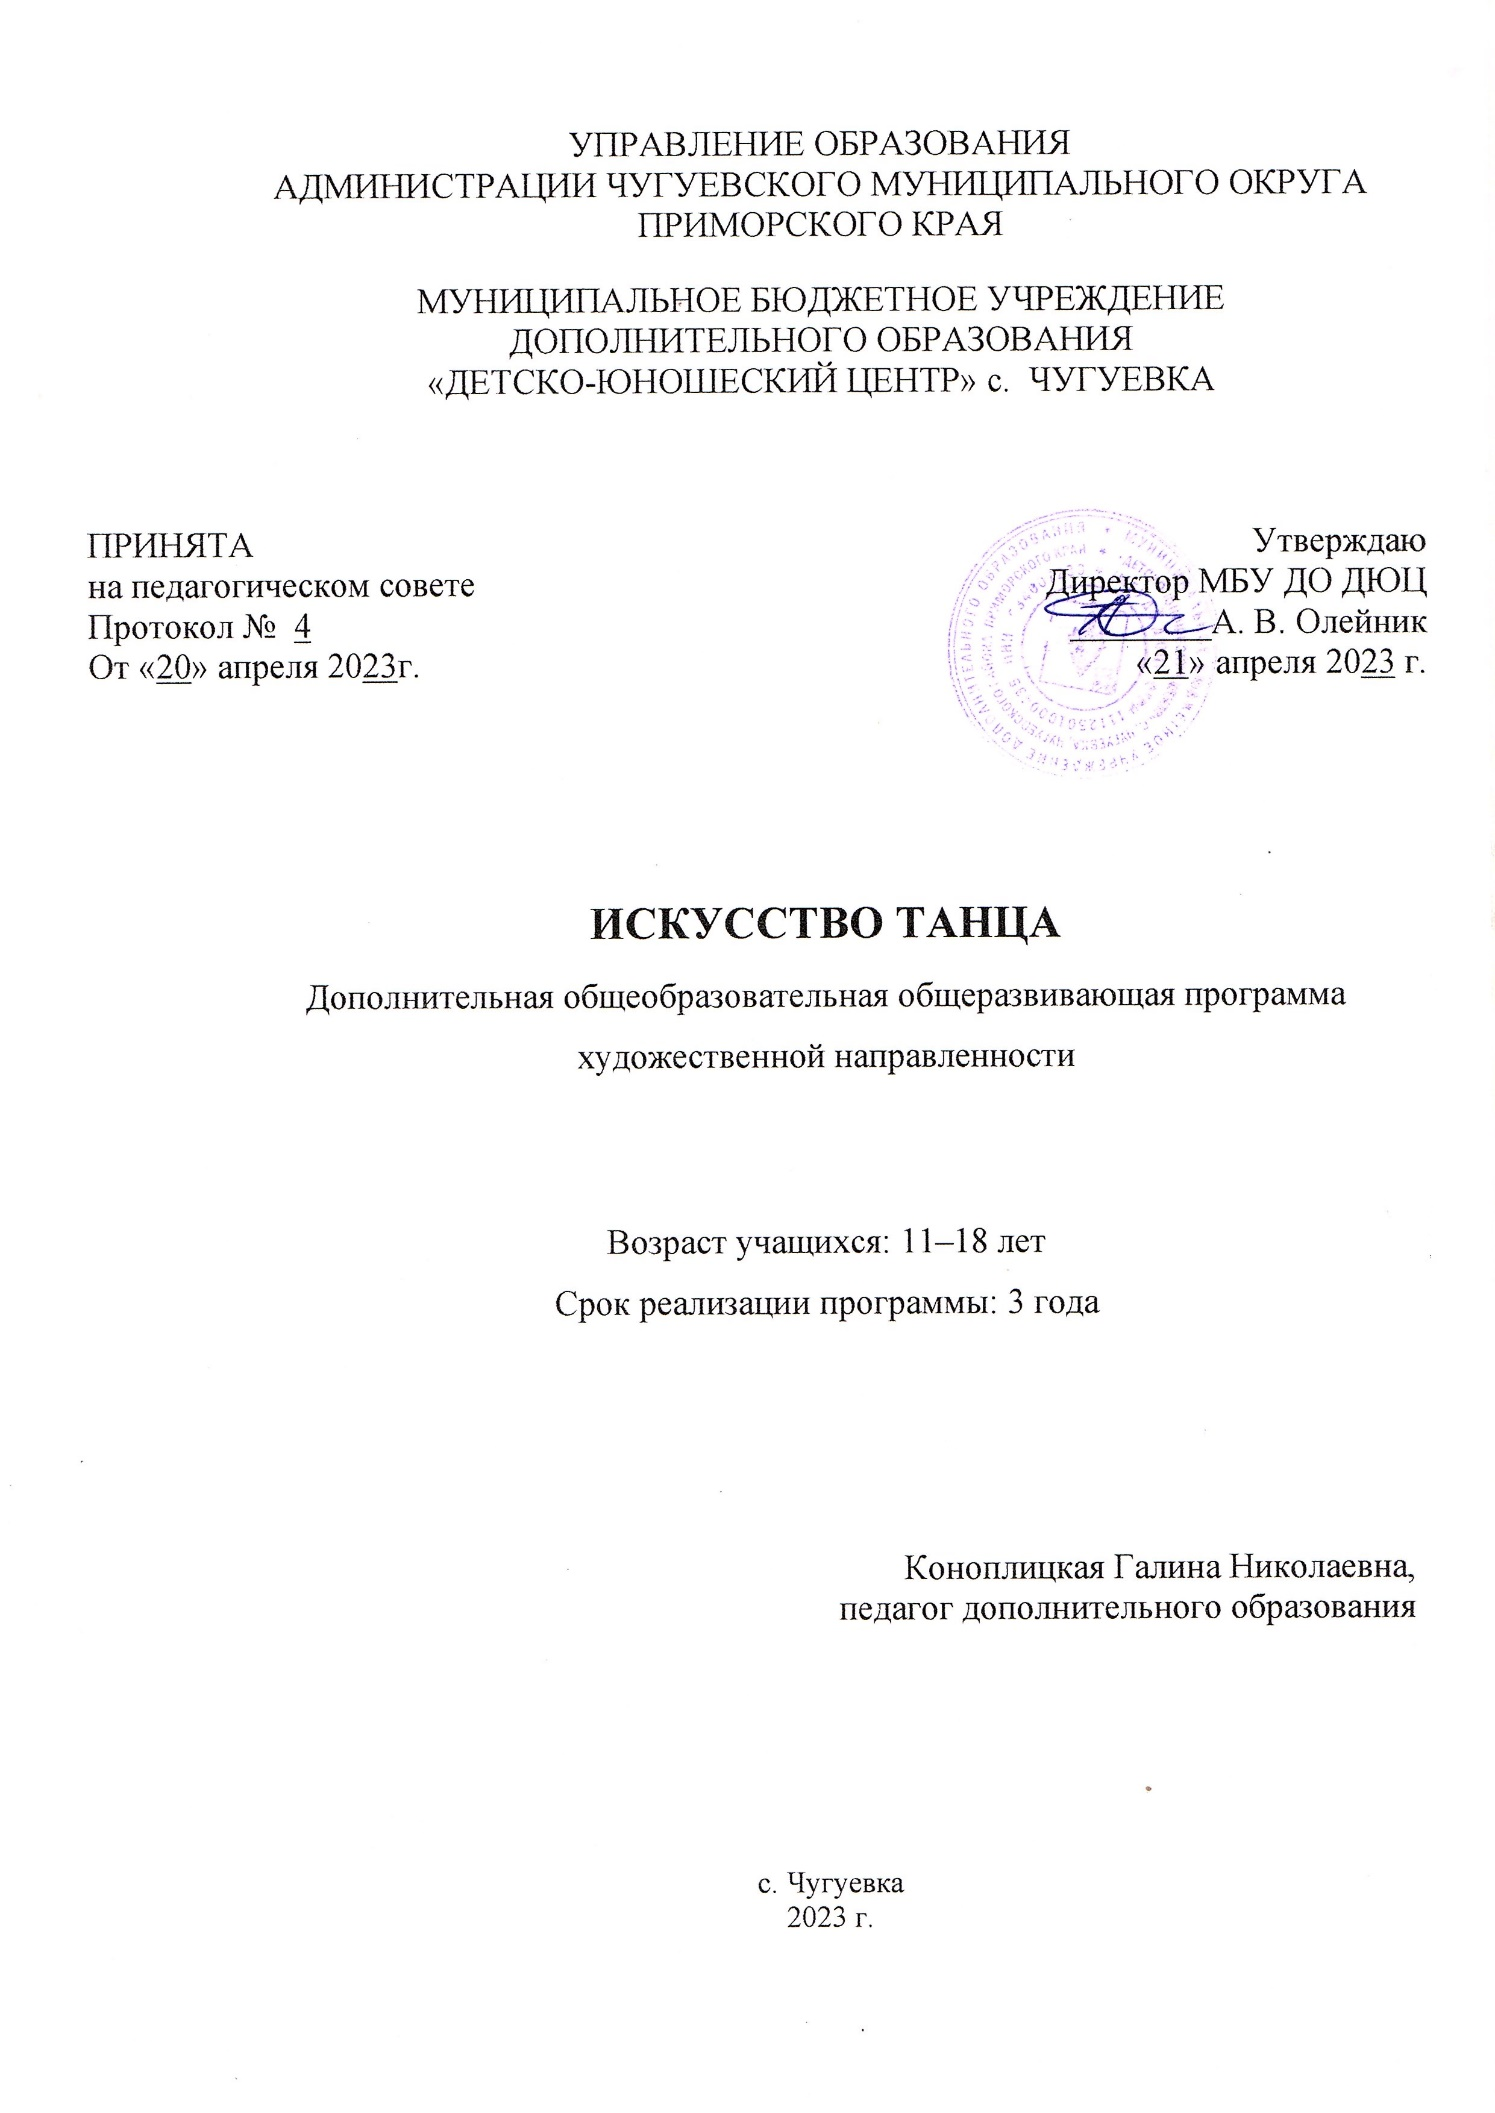 УПРАВЛЕНИЕ ОБРАЗОВАНИЯ
АДМИНИСТРАЦИИ ЧУГУЕВСКОГО МУНИЦИПАЛЬНОГО ОКРУГА
ПРИМОРСКОГО КРАЯ
МУНИЦИПАЛЬНОЕ БЮДЖЕТНОЕ УЧРЕЖДЕНИЕ
ДОПОЛНИТЕЛЬНОГО ОБРАЗОВАНИЯ
«ДЕТСКО-ЮНОШЕСКИЙ ЦЕНТР» с. ЧУГУЕВКА
ПРИНЯТА
на педагогическом совете
Протокол № 4
От «20» апреля 2023г.
Утверждаю
Директор МБУ ДО ДЮЦ
А. В. Олейник
«21» апреля 2023 г.
ИСКУССТВО ТАНЦА
Дополнительная общеобразовательная общеразвивающая программа
художественной направленности
Возраст учащихся: 11–18 лет
Срок реализации программы: 3 года
Коноплицкая Галина Николаевна,
педагог дополнительного образования
с. Чугуевка
2023 г.